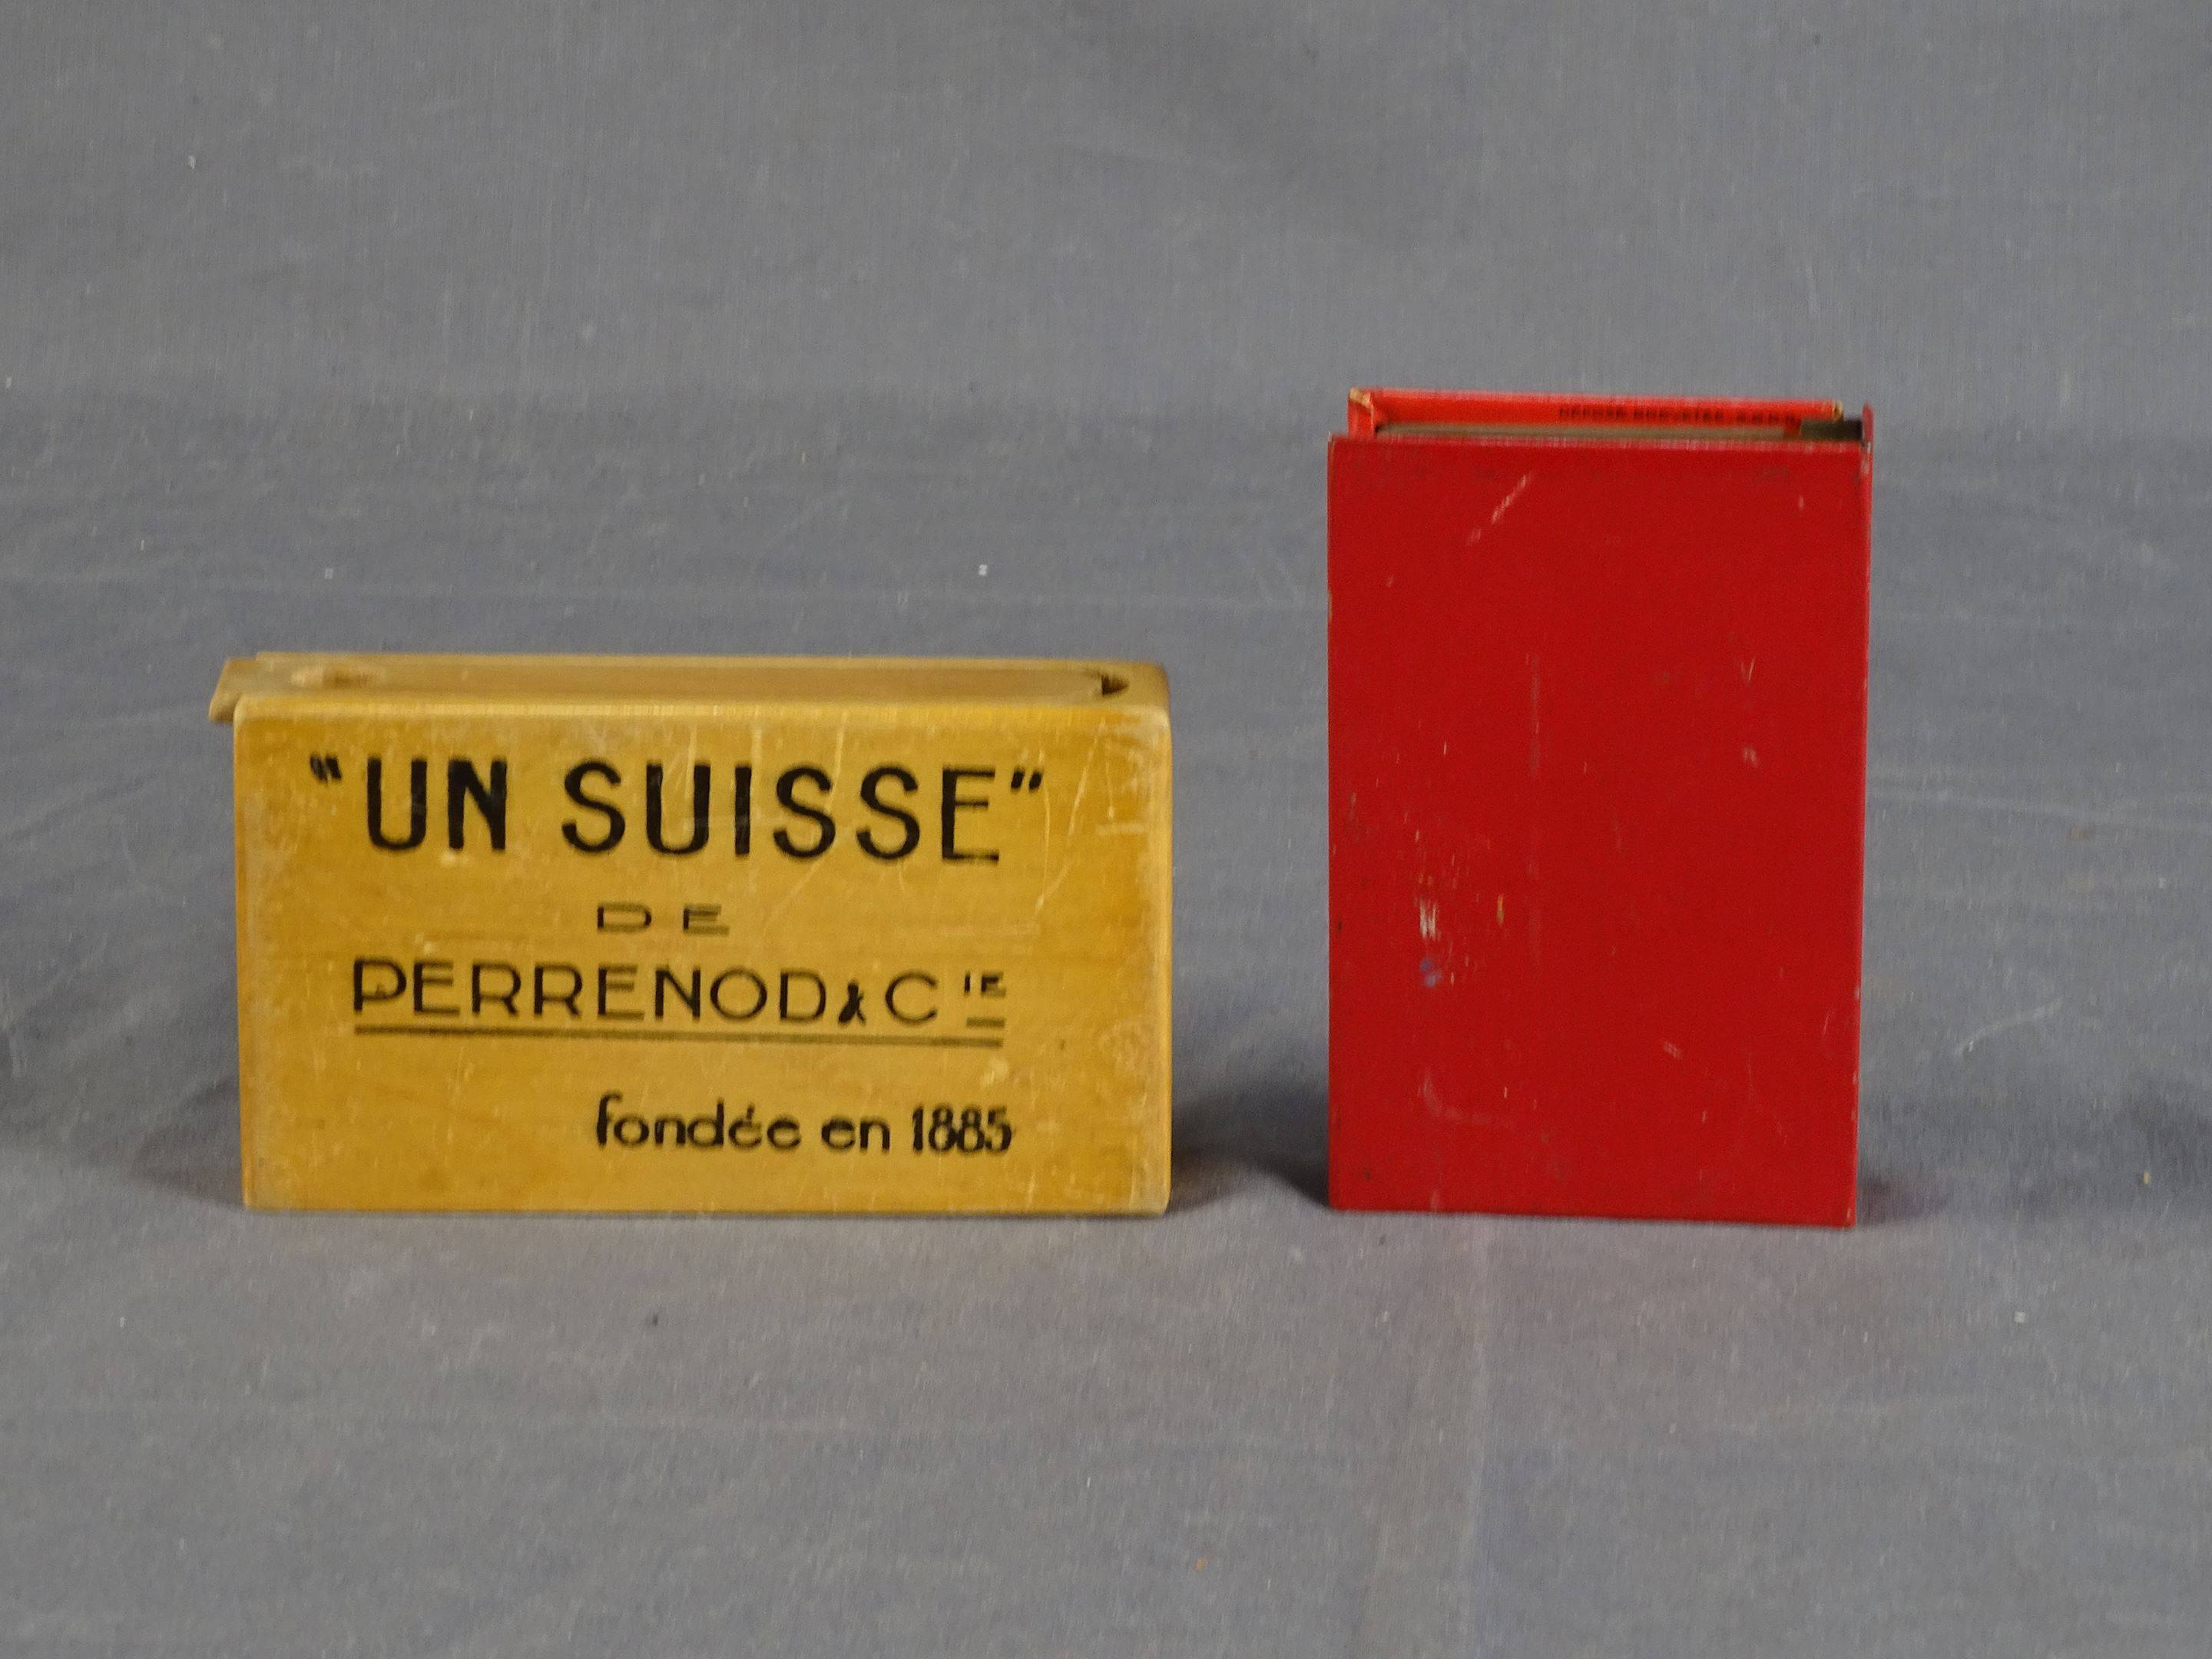 "UN SUISSE"
DE
PERRENOD & Cie
fondée en 1885